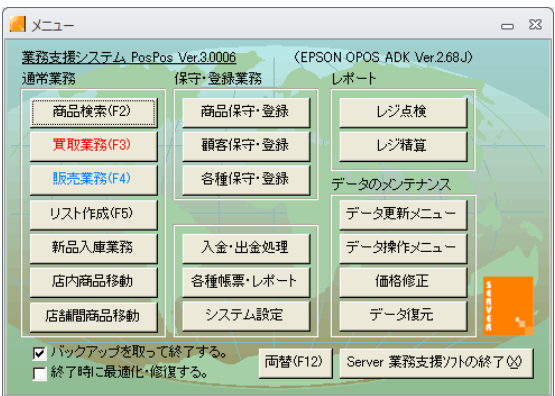 メニュー
業務支援システム PosPos Ver.3.0006 (EPSON OPOS ADK Ver.2.68J)
通常業務
商品検索(F2)
買取業務(F3)
販売業務(F4)
リスト作成(F5)
新品入庫業務
店内商品移動
店舗間商品移動
保守・登録業務
商品保守・登録
顧客保守・登録
各種保守・登録
入金・出金処理
各種帳票・レポート
システム設定
レポート
レジ点検
レジ精算
データのメンテナンス
データ更新メニュー
データ操作メニュー
価格修正
データ復元
SERVER
バックアップを取って終了する。
終了時に最適化・修復する。
両替(F12)
Server 業務支援ソフトの終了(X)